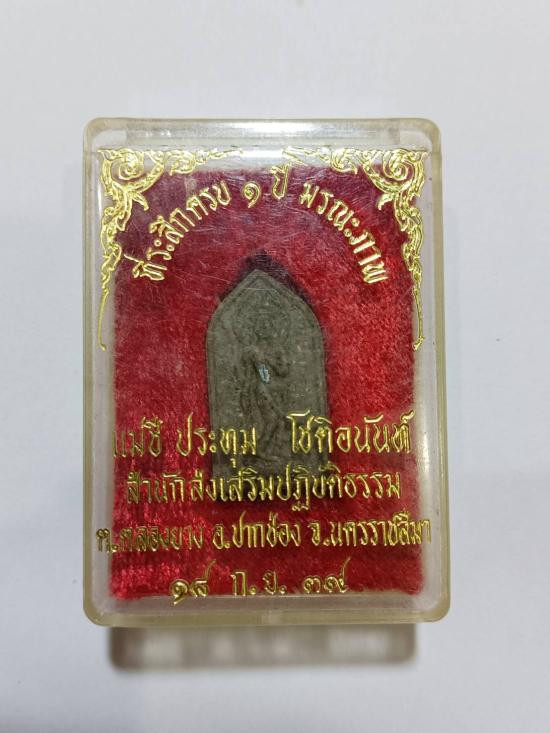 ที่ระลึกครบ ๑ ปี มรณะภาพ
แม่ชี ประทุม โชติอนันท์
สำนักส่งเสริมปฏิบัติธรรม
ต.คลองยาง อ.ปากช่อง จ.นครราชสีมา
๑๘ ก.ย. ๓๙